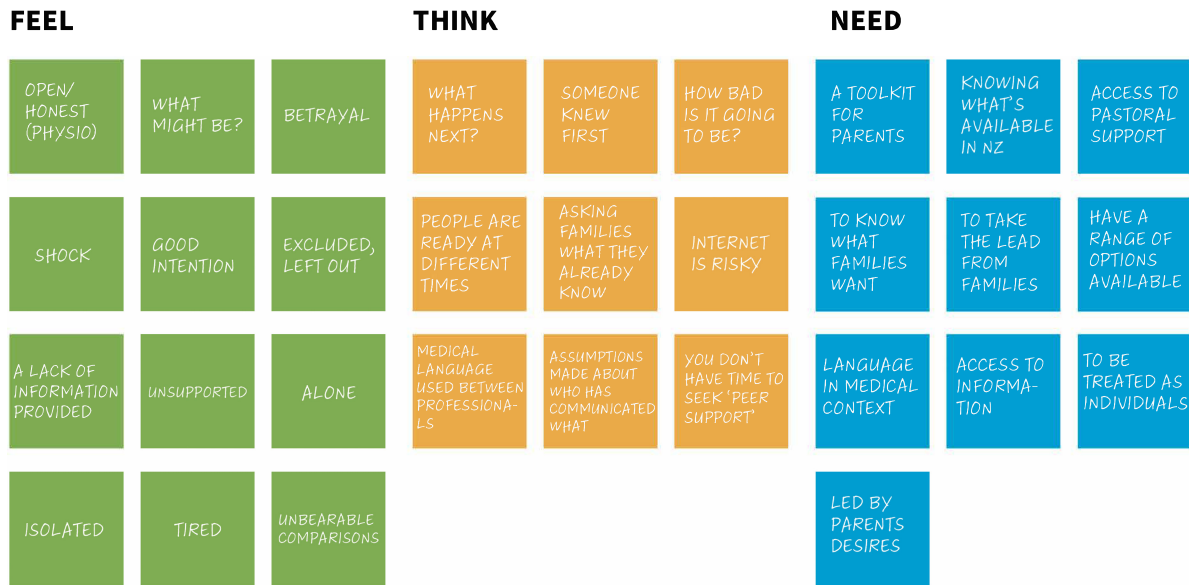 FEEL
OPEN/
HONEST
(PHYSIO)
WHAT
MIGHT BE?
BETRAYAL
SHOCK
GOOD
INTENTION
EXCLUDED,
LEFT OUT
A LACK OF
INFORMATION
PROVIDED
UNSUPPORTED
ALONE
ISOLATED
TIRED
UNBEARABLE
COMPARISONS
THINK
WHAT
HAPPENS
NEXT?
SOMEONE
KNEW
FIRST
HOW BAD
IS IT GOING
TO BE?
PEOPLE ARE
READY AT
DIFFERENT
TIMES
ASKING
FAMILIES
WHAT THEY
ALREADY
KNOW
INTERNET
IS RISKY
MEDICAL
LANGUAGE
USED BETWEEN
PROFESSIONA-
LS
ASSUMPTIONS
MADE ABOUT
WHO HAS
COMMUNICATED
WHAT
YOU DON'T
HAVE TIME TO
SEEK 'PEER
SUPPORT'
NEED
A TOOLKIT
FOR
PARENTS
KNOWING
WHAT'S
AVAILABLE
IN NZ
ACCESS TO
PASTORAL
SUPPORT
TO KNOW
WHAT
FAMILIES
WANT
TO TAKE
THE LEAD
FROM
FAMILIES
HAVE A
RANGE OF
OPTIONS
AVAILABLE
LANGUAGE
IN MEDICAL
CONTEXT
ACCESS TO
INFORMA-
TION
TO BE
TREATED AS
INDIVIDUALS
LED BY
PARENTS
DESIRES